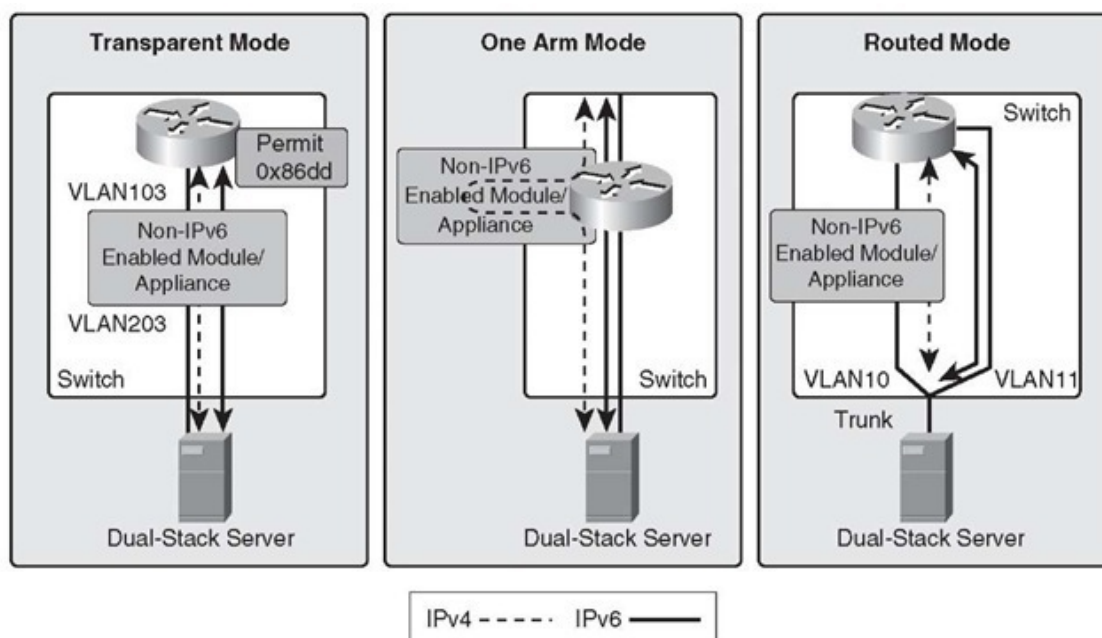 Transparent Mode
Permit
0x86dd
VLAN103
Non-IPv6
Enabled Module/
Appliance
VLAN203
Switch
Dual-Stack Server
One Arm Mode
Non-IPv6
Enabled Module/
Appliance
Switch
Dual-Stack Server
Routed Mode
Switch
Non-IPv6
Enabled Module/
Appliance
VLAN10
VLAN11
Trunk
Dual-Stack Server
IPv4
IPv6